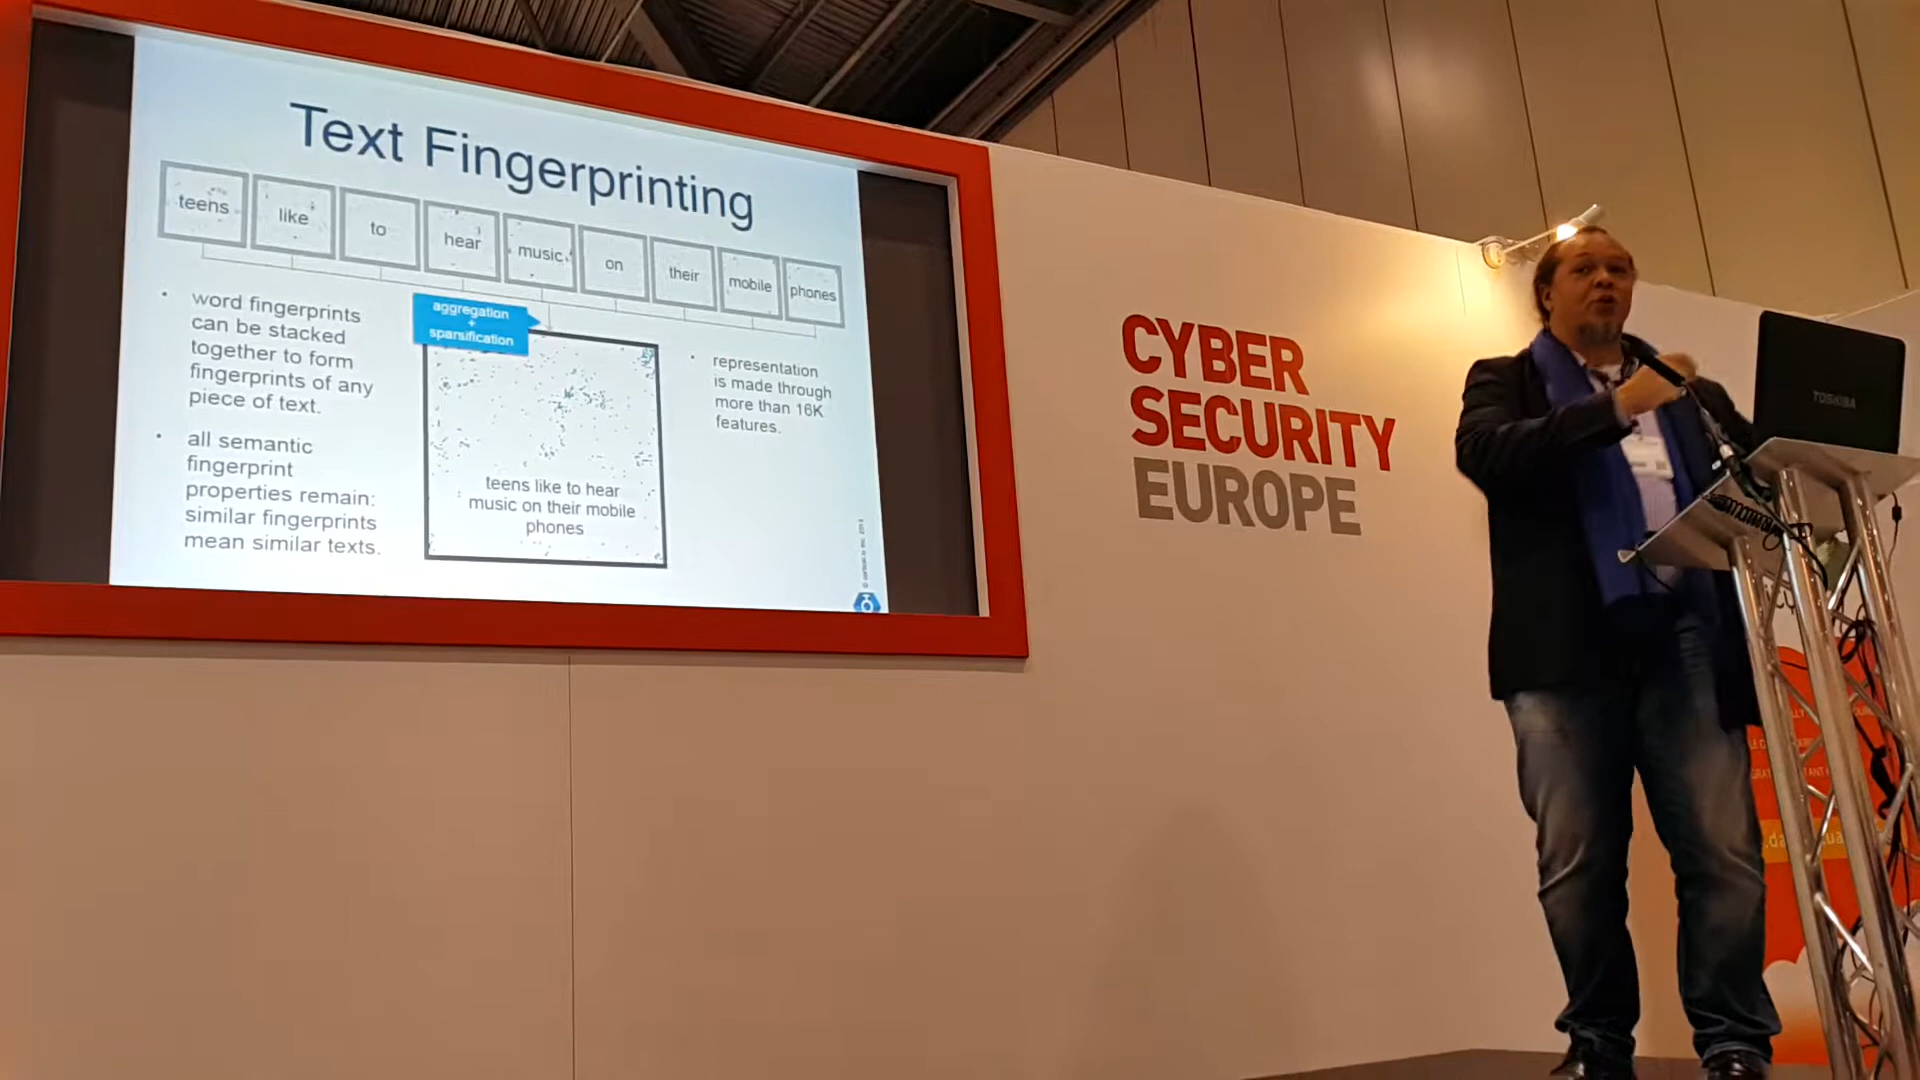 Text Fingerprinting
teens like to hear music on their mobile phones
word fingerprints
can be stacked
together to form
fingerprints of any
piece of text.
all semantic
fingerprint
properties remain:
similar fingerprints
mean similar texts.
aggregation
+
sparsification
teens like to hear
music on their mobile
phones
representation
is made through
more than 16K
features.
CYBER
SECURITY
EUROPE
TOSHIBA